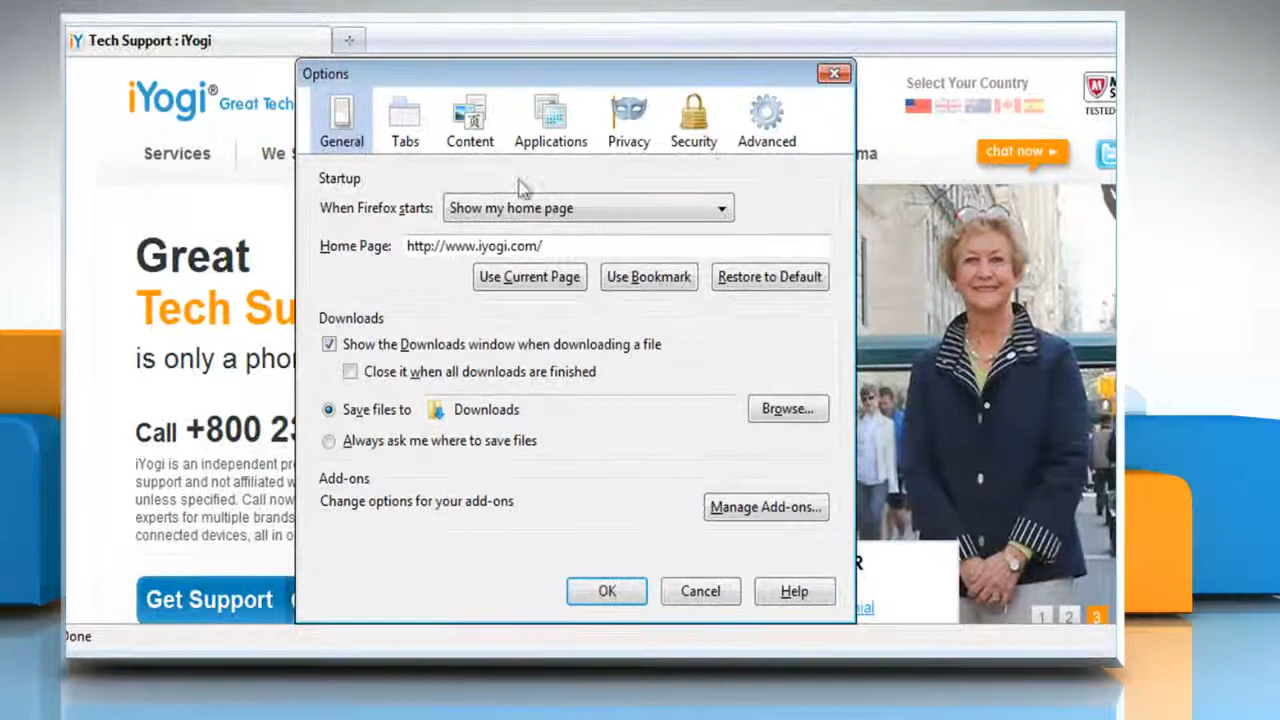 Tech Support : iYogi
Options
iYogi® Great Tech
Select Your Country
TESTED
General Tabs Content Applications Privacy Security Advanced
Services
We S
ma
chat now
Startup
When Firefox starts: Show my home page
Home Page: http://www.iyogi.com/
Use Current Page Use Bookmark Restore to Default
Great
Tech Su
is only a phon
Downloads
Show the Downloads window when downloading a file
Close it when all downloads are finished
Save files to Downloads Browse...
Always ask me where to save files
Call +800 23
iYogi is an independent pr
support and not affiliated w
unless specified. Call now
experts for multiple brands
connected devices, all in o
Add-ons
Change options for your add-ons
Manage Add-ons...
Get Support
OK Cancel Help
R
nial
1 2 3
Done